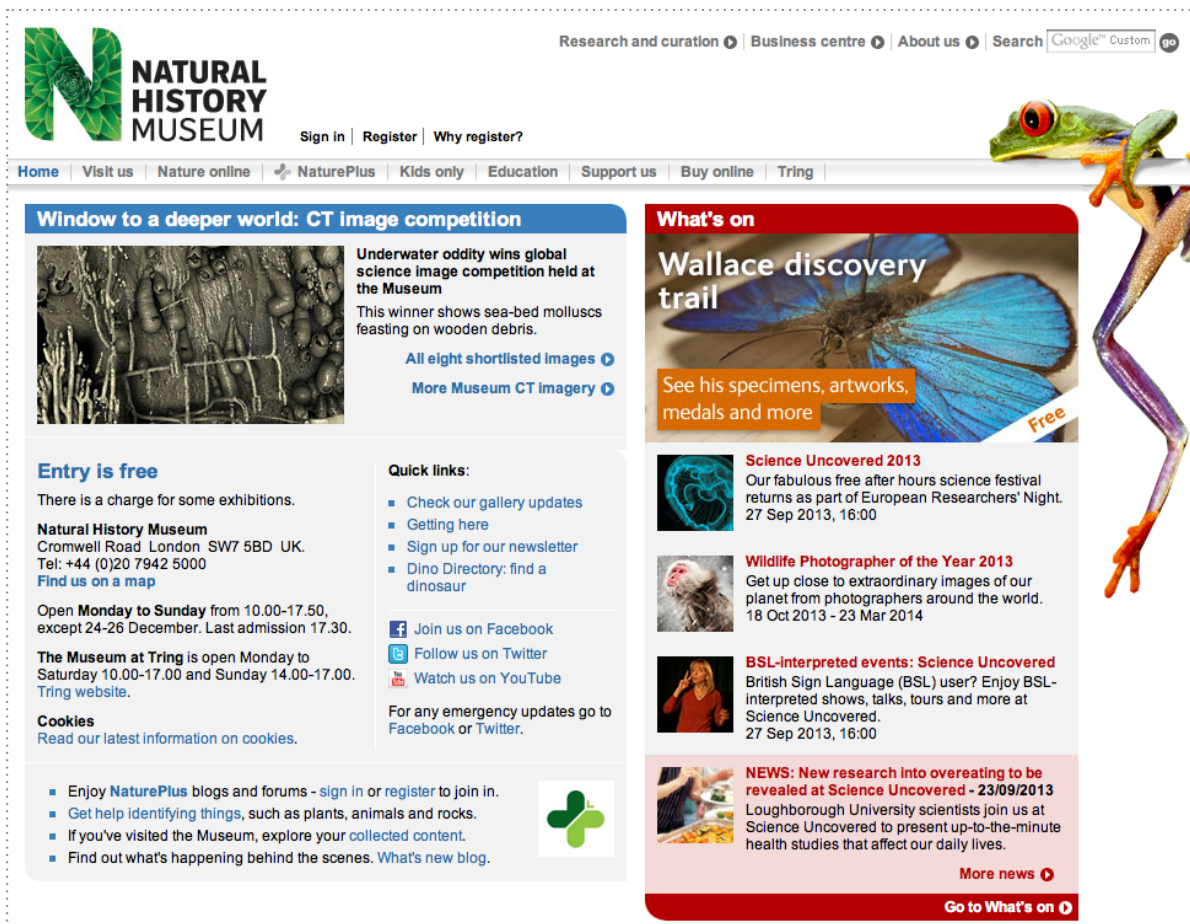 NATURAL
HISTORY
MUSEUM
Research and curation
Business centre
About us
Search
Google™ Custom
go
Sign in
Register
Why register?
Home
Visit us
Nature online
NaturePlus
Kids only
Education
Support us
Buy online
Tring
Window to a deeper world: CT image competition
Underwater oddity wins global
science image competition held at
the Museum
This winner shows sea-bed molluscs
feasting on wooden debris.
All eight shortlisted images
More Museum CT imagery
Entry is free
There is a charge for some exhibitions.
Natural History Museum
Cromwell Road London SW7 5BD UK.
Tel: +44 (0)20 7942 5000
Find us on a map
Open Monday to Sunday from 10.00-17.50,
except 24-26 December. Last admission 17.30.
The Museum at Tring is open Monday to
Saturday 10.00-17.00 and Sunday 14.00-17.00.
Tring website.
Cookies
Read our latest information on cookies.
Quick links:
Check our gallery updates
Getting here
Sign up for our newsletter
Dino Directory: find a
dinosaur
Join us on Facebook
Follow us on Twitter
Watch us on YouTube
For any emergency updates go to
Facebook or Twitter.
Enjoy NaturePlus blogs and forums - sign in or register to join in.
Get help identifying things, such as plants, animals and rocks.
If you've visited the Museum, explore your collected content.
Find out what's happening behind the scenes. What's new blog.
What's on
Wallace discovery
trail
See his specimens, artworks,
medals and more
Free
Science Uncovered 2013
Our fabulous free after hours science festival
returns as part of European Researchers' Night.
27 Sep 2013, 16:00
Wildlife Photographer of the Year 2013
Get up close to extraordinary images of our
planet from photographers around the world.
18 Oct 2013 - 23 Mar 2014
BSL-interpreted events: Science Uncovered
British Sign Language (BSL) user? Enjoy BSL-
interpreted shows, talks, tours and more at
Science Uncovered.
27 Sep 2013, 16:00
NEWS: New research into overeating to be
revealed at Science Uncovered - 23/09/2013
Loughborough University scientists join us at
Science Uncovered to present up-to-the-minute
health studies that affect our daily lives.
More news
Go to What's on